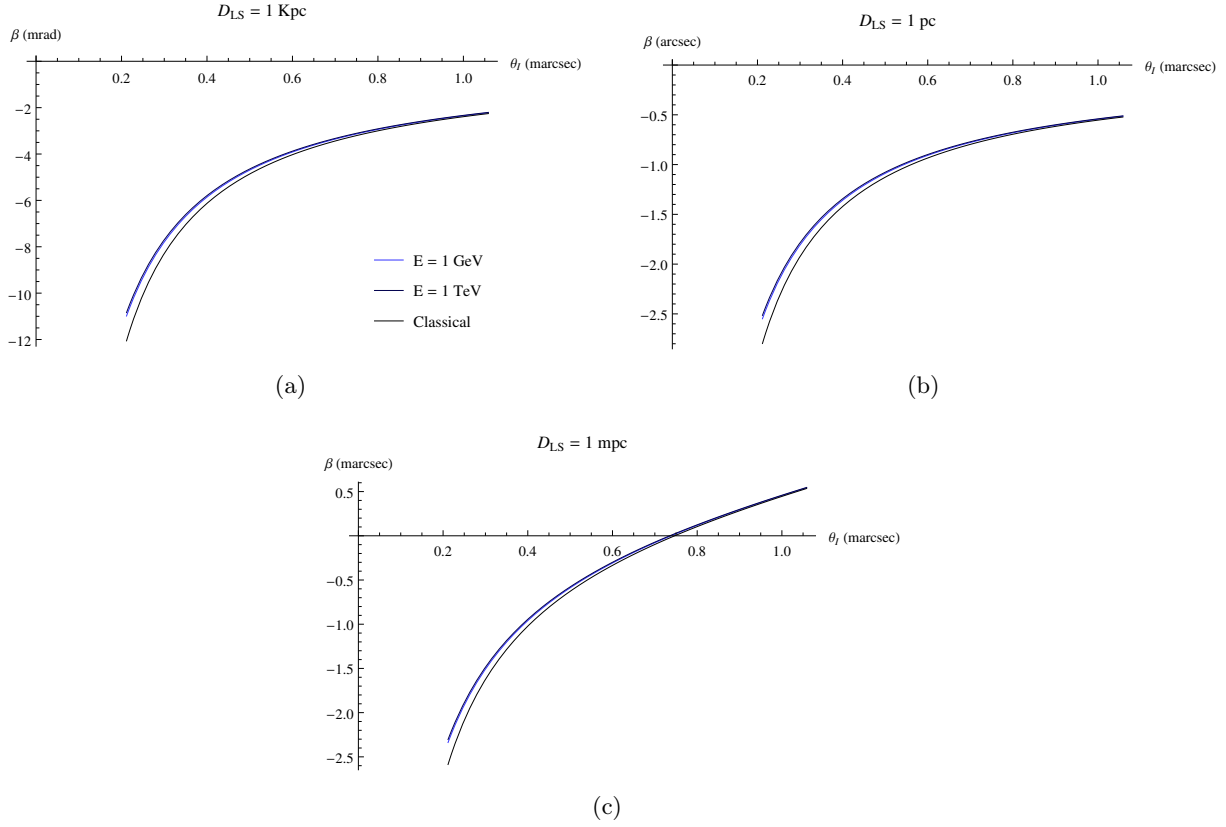 D_LS = 1 Kpc
β (mrad)
0.2 0.4 0.6 0.8 1.0
θ_I (marcsec)
−2
−4
−6
−8
−10
−12
E = 1 GeV
E = 1 TeV
Classical
(a)
D_LS = 1 pc
β (arcsec)
0.2 0.4 0.6 0.8 1.0
θ_I (marcsec)
−0.5
−1.0
−1.5
−2.0
−2.5
(b)
D_LS = 1 mpc
β (marcsec)
0.5
0.2 0.4 0.6 0.8 1.0
θ_I (marcsec)
−0.5
−1.0
−1.5
−2.0
−2.5
(c)